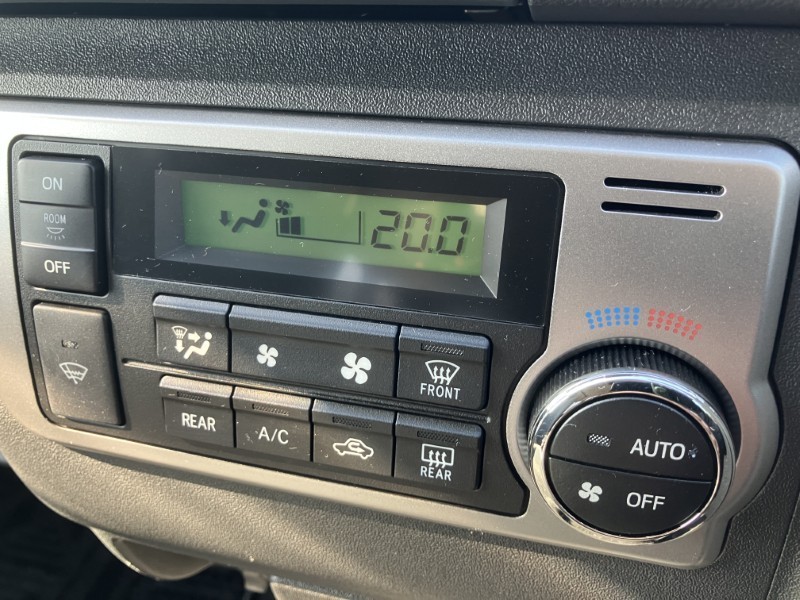 ON
ROOM
OFF
20.0
FRONT
REAR
A/C
REAR
AUTO
OFF